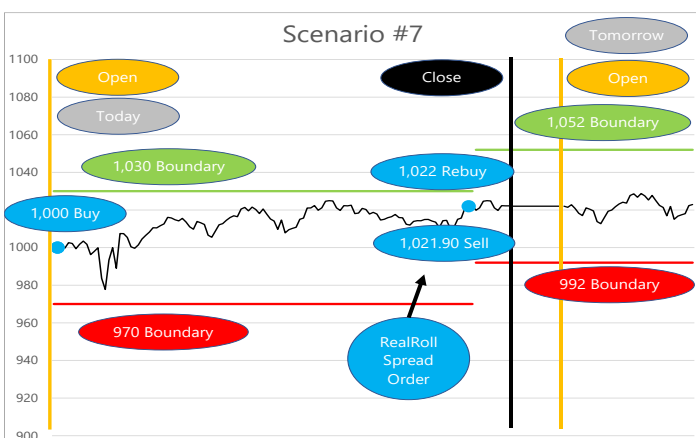 Scenario #7
Tomorrow
Open
Close
Open
Today
1,052 Boundary
1,030 Boundary
1,022 Rebuy
1,000 Buy
1,021.90 Sell
992 Boundary
970 Boundary
RealRoll
Spread
Order
1100
1080
1060
1040
1000
980
960
940
920
900